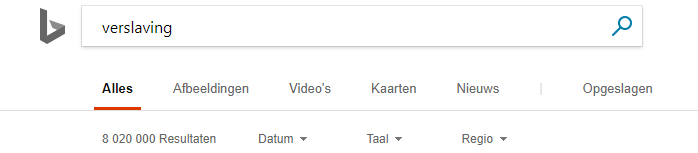 verslaving
Alles Afbeeldingen Video's Kaarten Nieuws Opgeslagen
8 020 000 Resultaten Datum Taal Regio